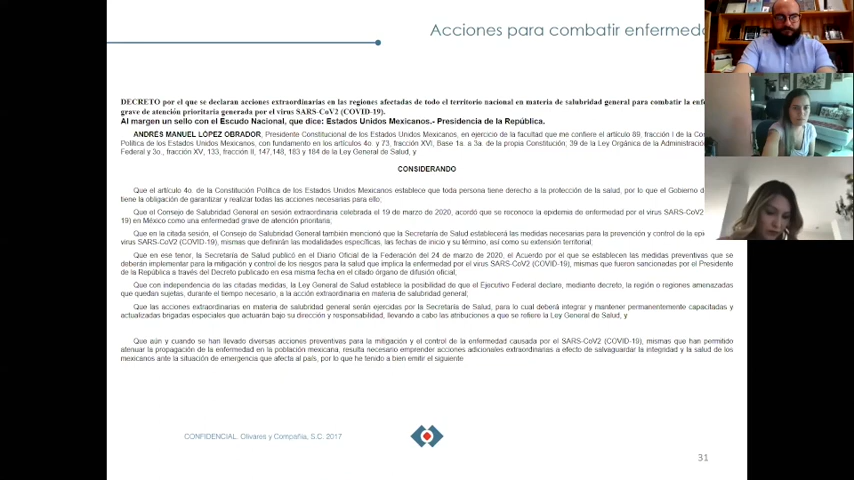 Acciones para combatir enfermed
DECRETO por el que se declaran acciones extraordinarias en las regiones afectadas de todo el territorio nacional en materia de salubridad general para combatir la enf
grave de atención prioritaria generada por el virus SARS-CoV2 (COVID-19).
Al margen un sello con el Escudo Nacional, que dice: Estados Unidos Mexicanos.- Presidencia de la República.
ANDRÉS MANUEL LÓPEZ OBRADOR, Presidente Constitucional de los Estados Unidos Mexicanos, en ejercicio de la facultad que me confiere el artículo 89, fracción I de la Con
Política de los Estados Unidos Mexicanos, con fundamento en los artículos 4o. y 73, fracción XVI, Base 1a. a 3a. de la propia Constitución; 39 de la Ley Orgánica de la Administración
Federal y 3o., fracción XV, 133, fracción II, 147,148, 183 y 184 de la Ley General de Salud, y
CONSIDERANDO
Que el artículo 4o. de la Constitución Política de los Estados Unidos Mexicanos establece que toda persona tiene derecho a la protección de la salud, por lo que el Gobierno d
tiene la obligación de garantizar y realizar todas las acciones necesarias para ello;
Que el Consejo de Salubridad General en sesión extraordinaria celebrada el 19 de marzo de 2020, acordó que se reconoce la epidemia de enfermedad por el virus SARS-CoV2
19) en México como una enfermedad grave de atención prioritaria;
Que en la citada sesión, el Consejo de Salubridad General también mencionó que la Secretaría de Salud establecerá las medidas necesarias para la prevención y control de la epi
virus SARS-CoV2 (COVID-19), mismas que definirán las modalidades específicas, las fechas de inicio y su término, así como su extensión territorial;
Que en ese tenor, la Secretaría de Salud publicó en el Diario Oficial de la Federación del 24 de marzo de 2020, el Acuerdo por el que se establecen las medidas preventivas que se
deberán implementar para la mitigación y control de los riesgos para la salud que implica la enfermedad por el virus SARS-CoV2 (COVID-19), mismas que fueron sancionadas por el Presidente
de la República a través del Decreto publicado en esa misma fecha en el citado órgano de difusión oficial;
Que con independencia de las citadas medidas, la Ley General de Salud establece la posibilidad de que el Ejecutivo Federal declare, mediante decreto, la región o regiones amenazadas
que quedan sujetas, durante el tiempo necesario, a la acción extraordinaria en materia de salubridad general;
Que las acciones extraordinarias en materia de salubridad general serán ejercidas por la Secretaría de Salud, para lo cual deberá integrar y mantener permanentemente capacitadas y
actualizadas brigadas especiales que actuarán bajo su dirección y responsabilidad, llevando a cabo las atribuciones a que se refiere la Ley General de Salud, y
Que aún y cuando se han llevado diversas acciones preventivas para la mitigación y el control de la enfermedad causada por el SARS-CoV2 (COVID-19), mismas que han permitido
atenuar la propagación de la enfermedad en la población mexicana, resulta necesario emprender acciones adicionales extraordinarias a efecto de salvaguardar la integridad y la salud de los
mexicanos ante la situación de emergencia que afecta al país, por lo que he tenido a bien emitir el siguiente
CONFIDENCIAL. Olivares y Compañía, S.C. 2017
31